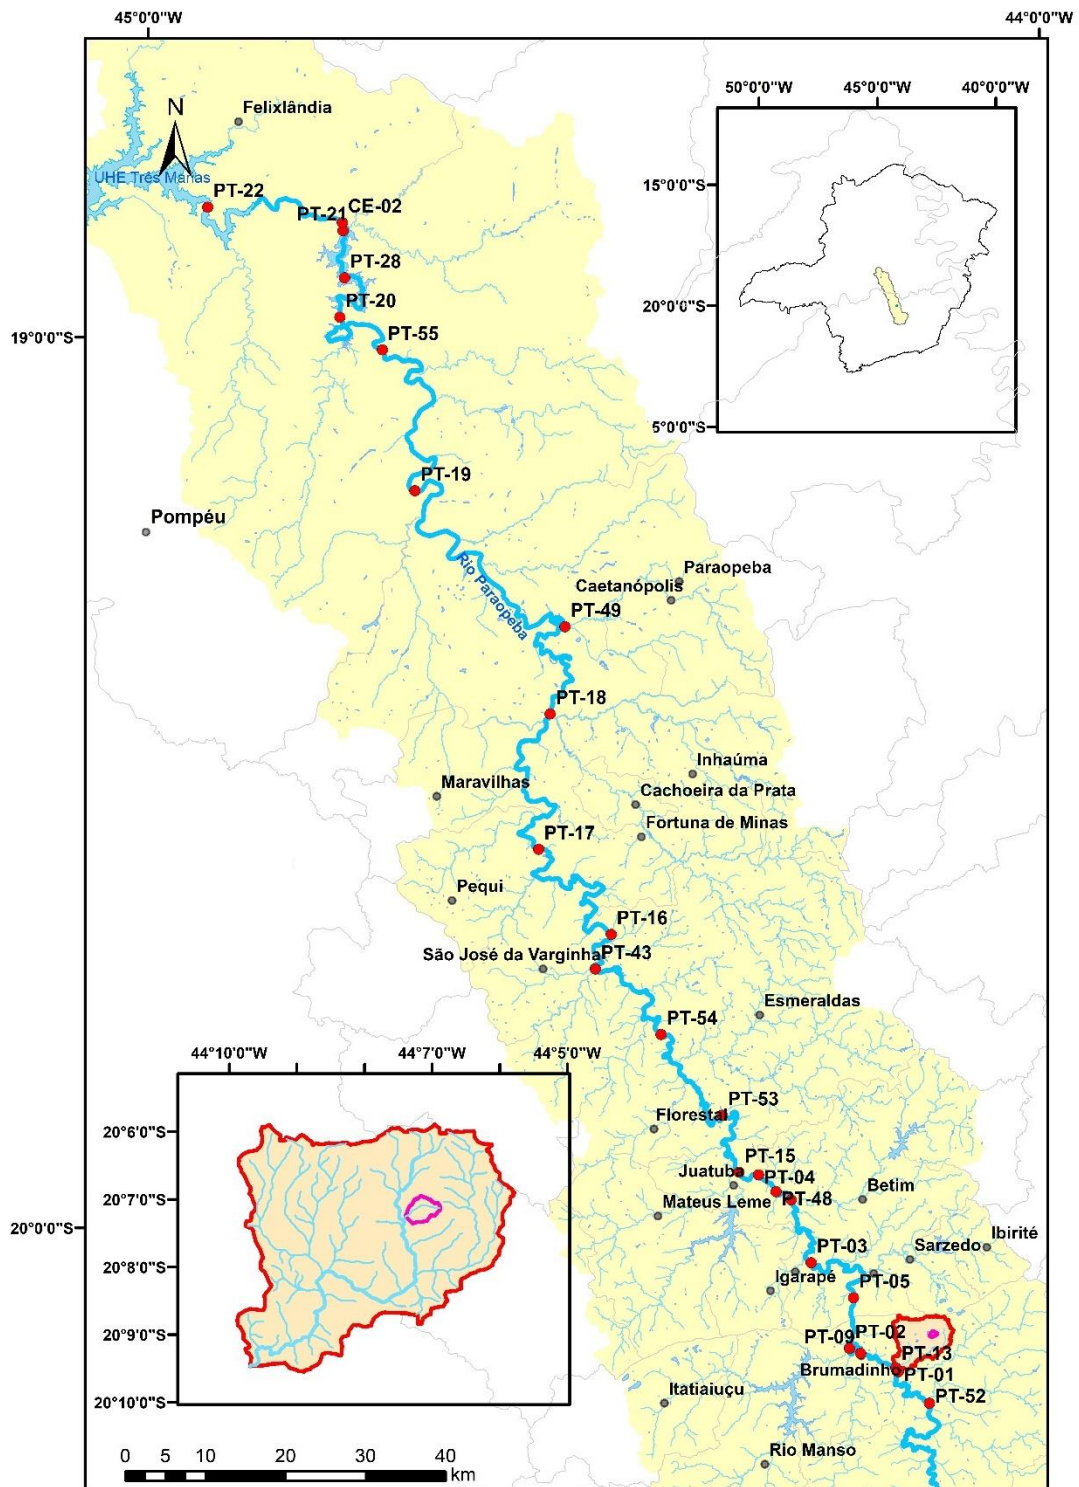 45°0'0"W
44°0'0"W
50°0'0"W
45°0'0"W
40°0'0"W
N
Felixlândia
UHE Três Marias
PT-22
PT-21
CE-02
15°0'0"S
PT-28
PT-20
20°0'0"S
19°0'0"S
PT-55
5°0'0"S
PT-19
Pompéu
Rio Paraopeba
Paraopeba
Caetanópolis
PT-49
PT-18
Inhaúma
Maravilhas
Cachoeira da Prata
Fortuna de Minas
PT-17
Pequi
PT-16
São José da Varginha
PT-43
Esmeraldas
PT-54
44°10'0"W
44°7'0"W
44°5'0"W
PT-53
Florestal
20°6'0"S
PT-15
Juatuba
PT-04
Betim
20°7'0"S
Mateus Leme
PT-48
20°0'0"S
Ibirité
Sarzedo
PT-03
20°8'0"S
Igarapé
PT-05
20°9'0"S
PT-09
PT-02
PT-13
Brumadinho
PT-01
20°10'0"S
Itatiaiuçu
PT-52
Rio Manso
0 5 10 20 30 40
km